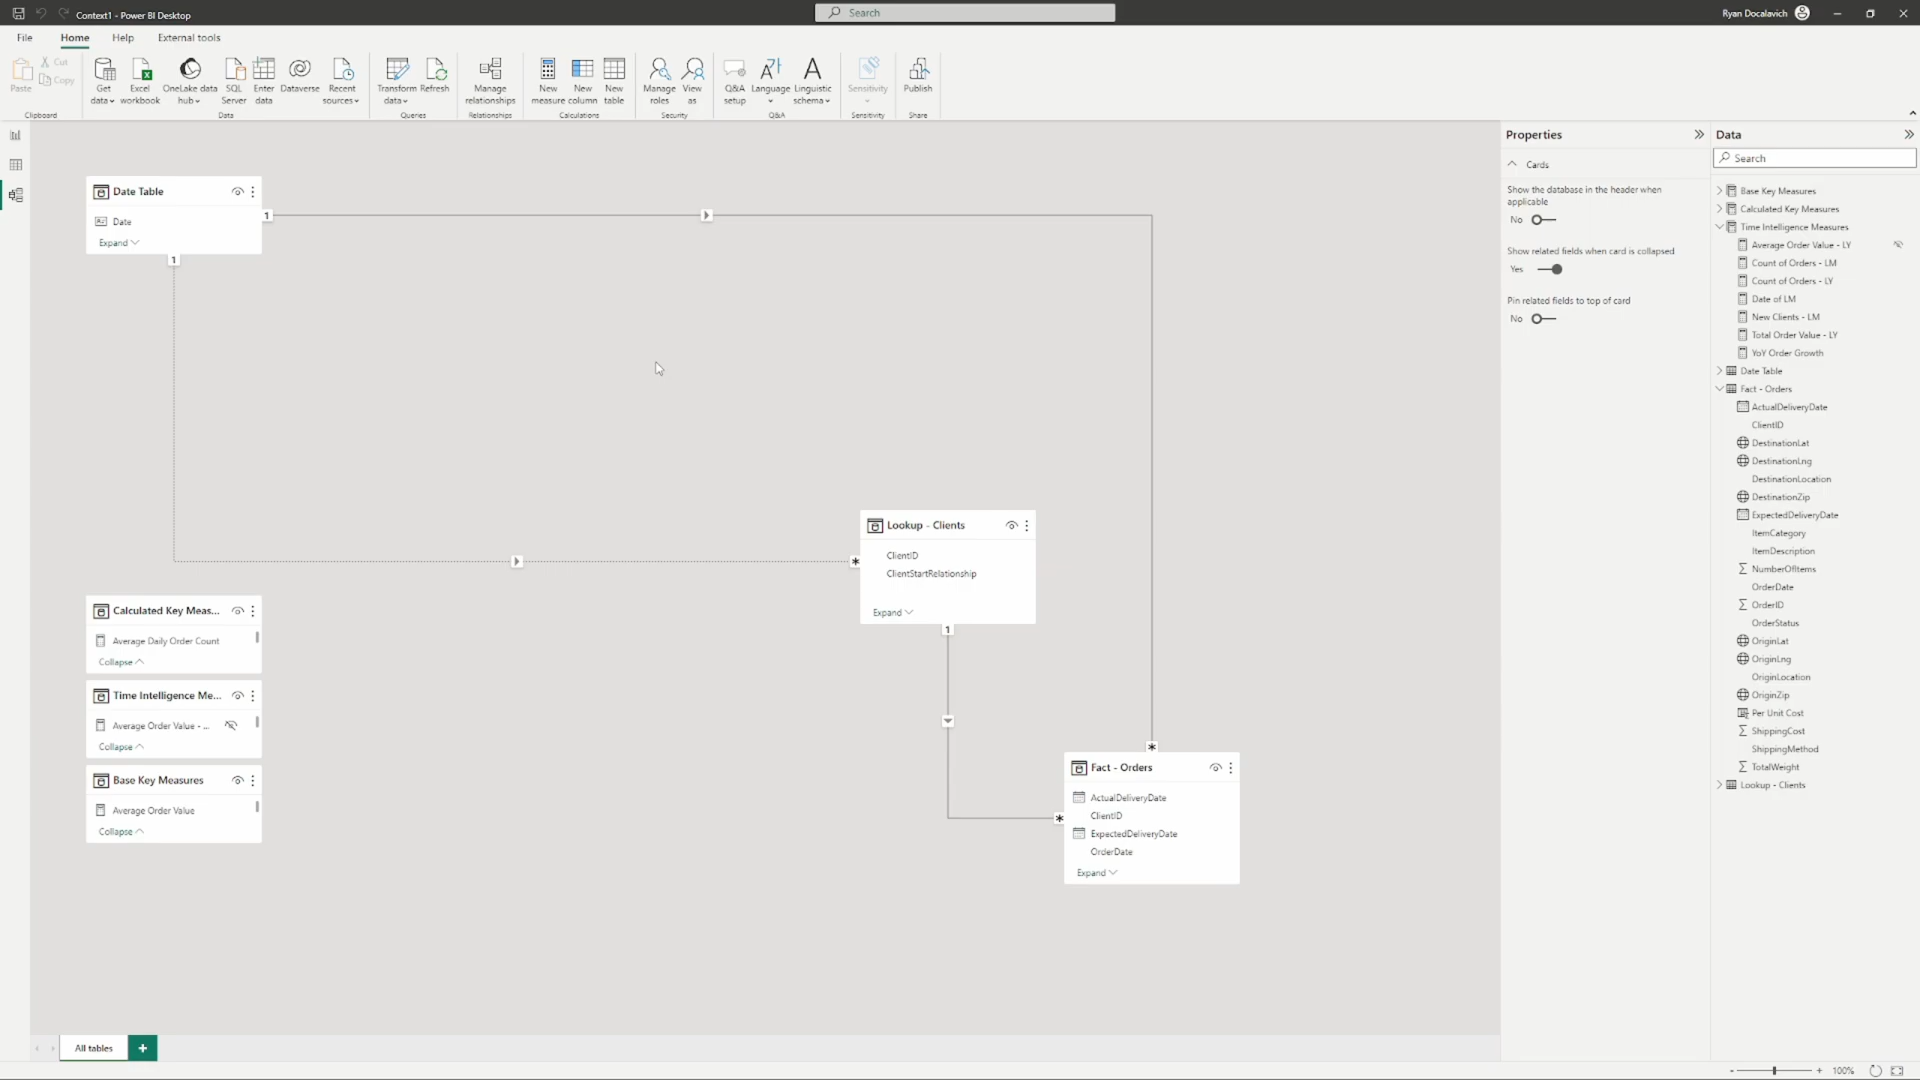 Context1 - Power BI Desktop
Search
Ryan Docalavich
File
Home
Help
External tools
Paste
Cut
Copy
Clipboard
Get data
Excel workbook
OneLake data hub
SQL Server
Enter data
Dataverse
Recent sources
Data
Transform data
Refresh
Queries
Manage relationships
Relationships
New measure
New column
New table
Calculations
Manage roles
View as
Security
Q&A setup
Language
Linguistic schema
Q&A
Sensitivity
Sensitivity
Publish
Share
Date Table
Date
Expand
1
1
Lookup - Clients
ClientID
ClientStartRelationship
Expand
*
1
Calculated Key Meas...
Average Daily Order Count
Collapse
Time Intelligence Me...
Average Order Value - ...
Collapse
Base Key Measures
Average Order Value
Collapse
*
*
Fact - Orders
ActualDeliveryDate
ClientID
ExpectedDeliveryDate
OrderDate
Expand
All tables
+
Properties
Cards
Show the database in the header when
applicable
No
Show related fields when card is collapsed
Yes
Pin related fields to top of card
No
Data
Search
Base Key Measures
Calculated Key Measures
Time Intelligence Measures
Average Order Value - LY
Count of Orders - LM
Count of Orders - LY
Date of LM
New Clients - LM
Total Order Value - LY
YoY Order Growth
Date Table
Fact - Orders
ActualDeliveryDate
ClientID
DestinationLat
DestinationLng
DestinationLocation
DestinationZip
ExpectedDeliveryDate
ItemCategory
ItemDescription
NumberOfItems
OrderDate
OrderID
OrderStatus
OriginLat
OriginLng
OriginLocation
OriginZip
Per Unit Cost
ShippingCost
ShippingMethod
TotalWeight
Lookup - Clients
- + 100%